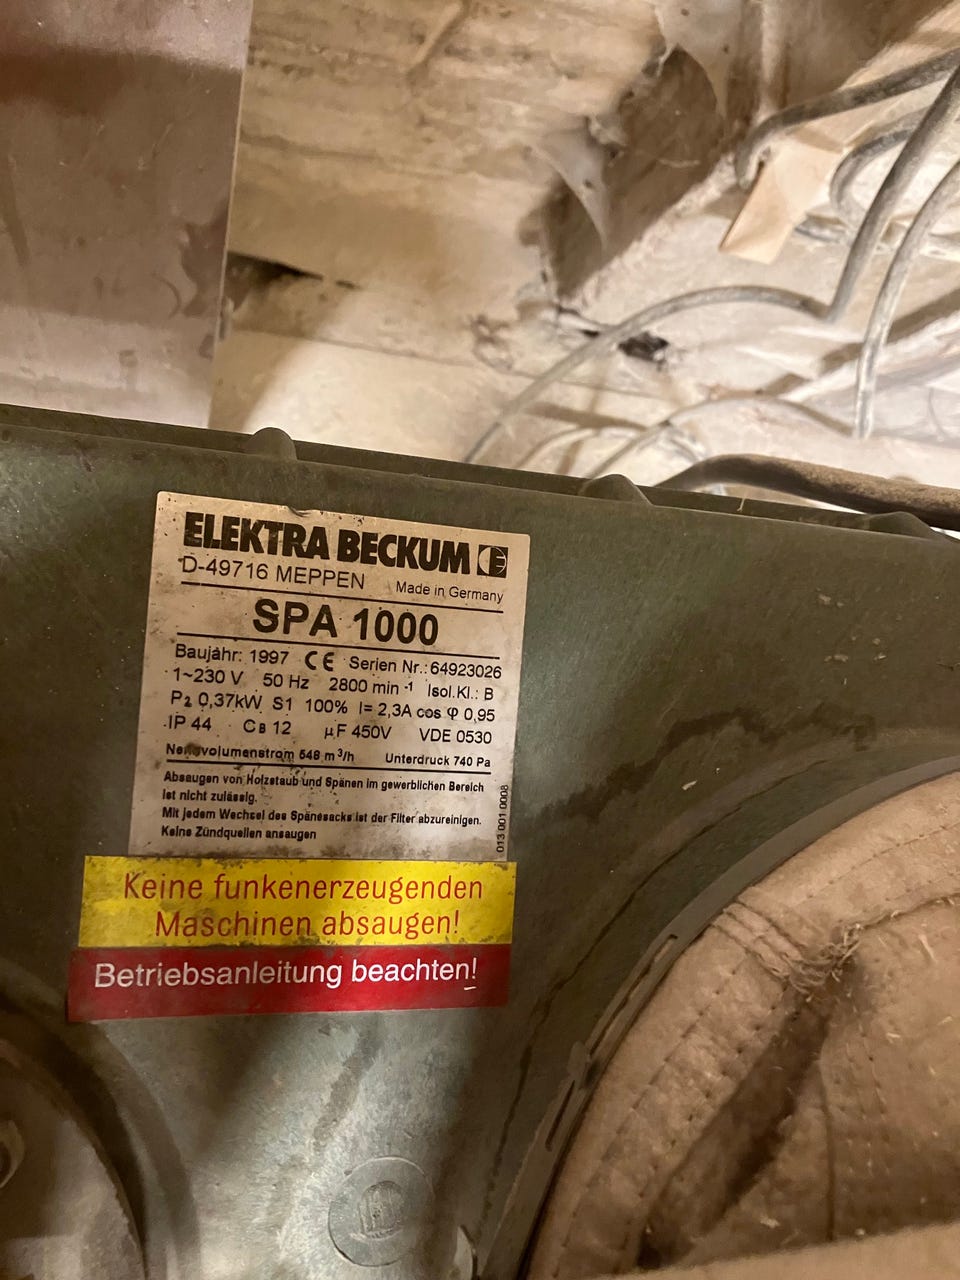 ELEKTRA BECKUM
D-49716 MEPPEN Made in Germany
SPA 1000
Baujahr: 1997 CE Serien Nr.: 64923026
1~230 V 50 Hz 2800 min⁻¹ Isol.Kl.: B
P₂ 0,37kW S1 100% I= 2,3A cos φ 0,95
IP 44 CB 12 µF 450V VDE 0530
Nennvolumenstrom 548 m³/h Unterdruck 740 Pa
Absaugen von Holzstaub und Spänen im gewerblichen Bereich
ist nicht zulässig.
Mit jedem Wechsel des Spänesacks ist der Filter abzureinigen.
Keine Zündquellen ansaugen
013 001 0008
Keine funkenerzeugenden
Maschinen absaugen!
Betriebsanleitung beachten!